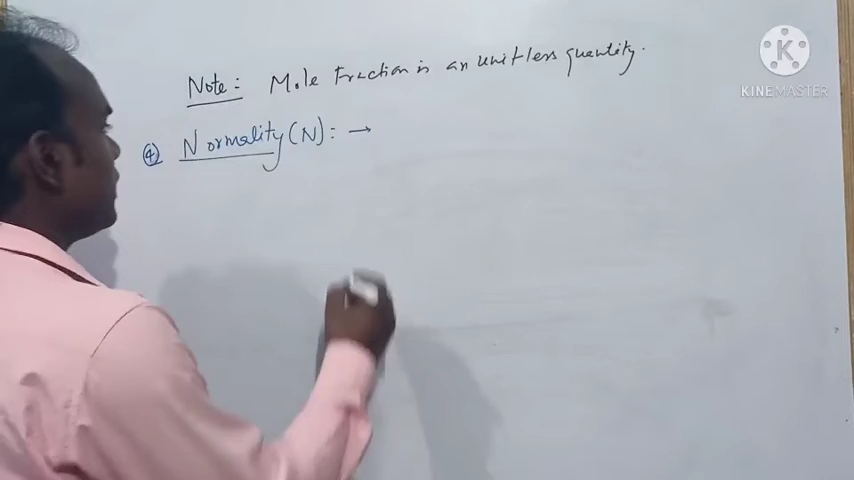 Note: Mole Fraction is an unitless quantity.
④ Normality (N): →
K
KINEMASTER